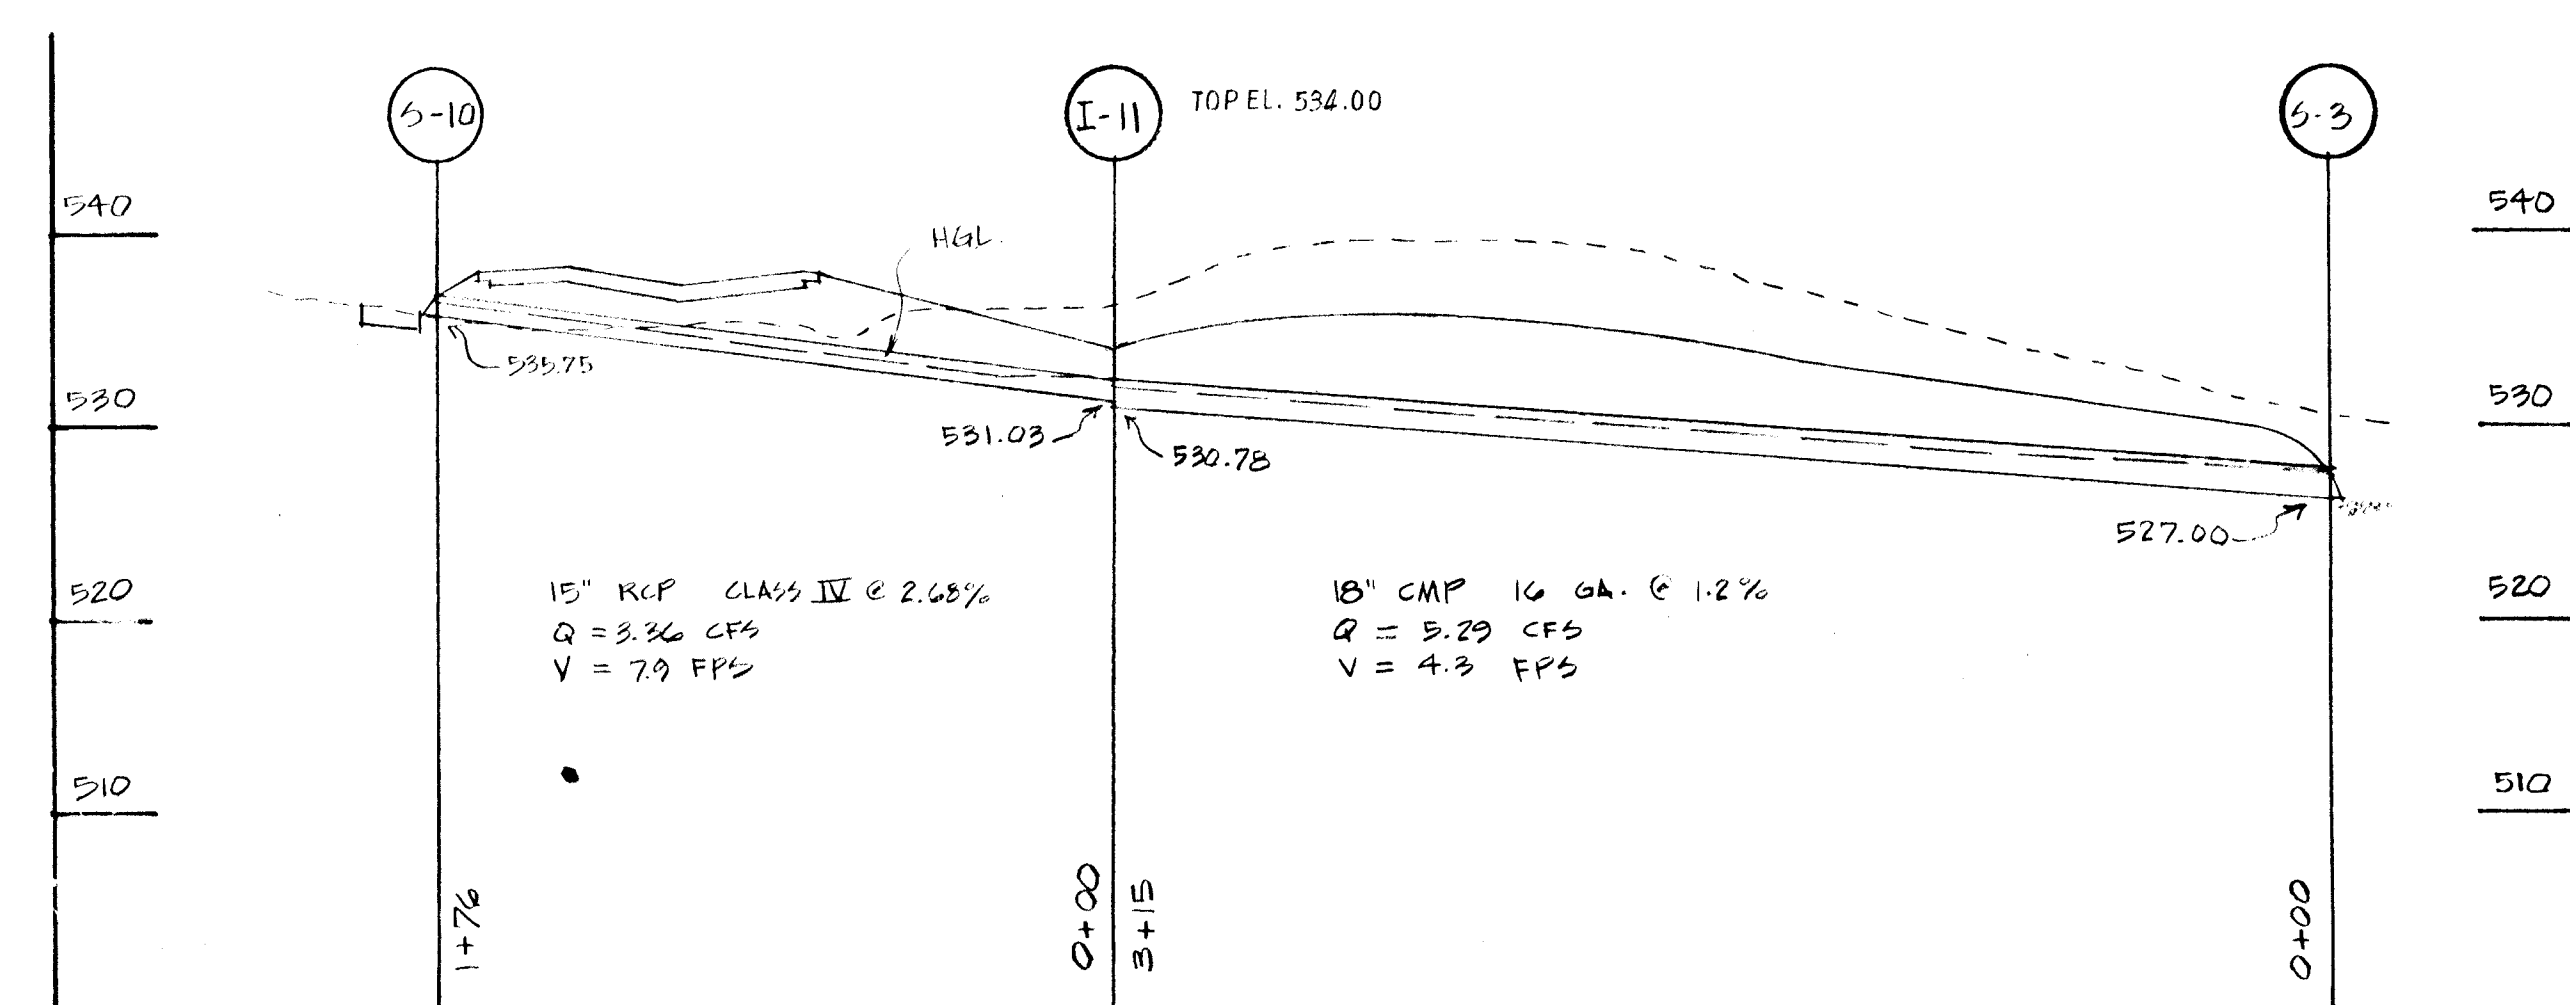 S-10
I-11
TOP EL. 534.00
S-3
540
540
HGL
535.75
530
530
531.03
530.78
527.00
520
520
15" RCP CLASS IV @ 2.68%
Q = 3.36 CFS
V = 7.9 FPS
18" CMP 16 GA. @ 1.2%
Q = 5.29 CFS
V = 4.3 FPS
510
510
1+76
0+00
3+15
0+00